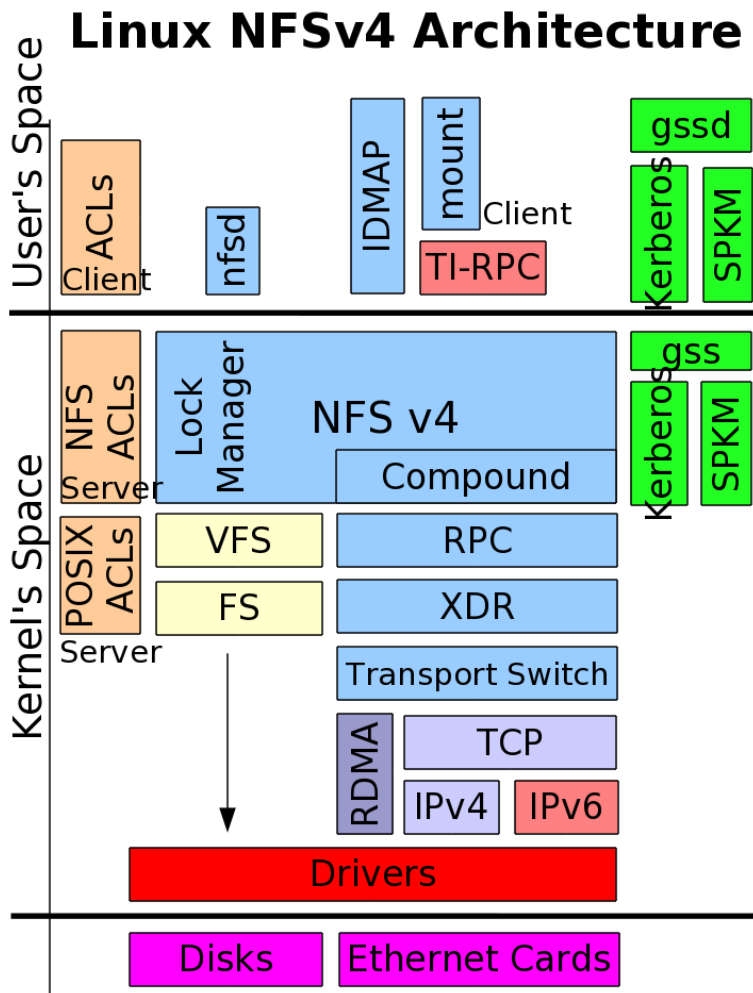 Linux NFSv4 Architecture
User's Space
ACLs
Client
nfsd
IDMAP
mount
Client
TI-RPC
gssd
Kerberos
SPKM
Kernel's Space
NFS
ACLs
Server
Lock
Manager
NFS v4
Compound
gss
Kerberos
SPKM
POSIX
ACLs
Server
VFS
RPC
FS
XDR
Transport Switch
RDMA
TCP
IPv4
IPv6
Drivers
Disks
Ethernet Cards